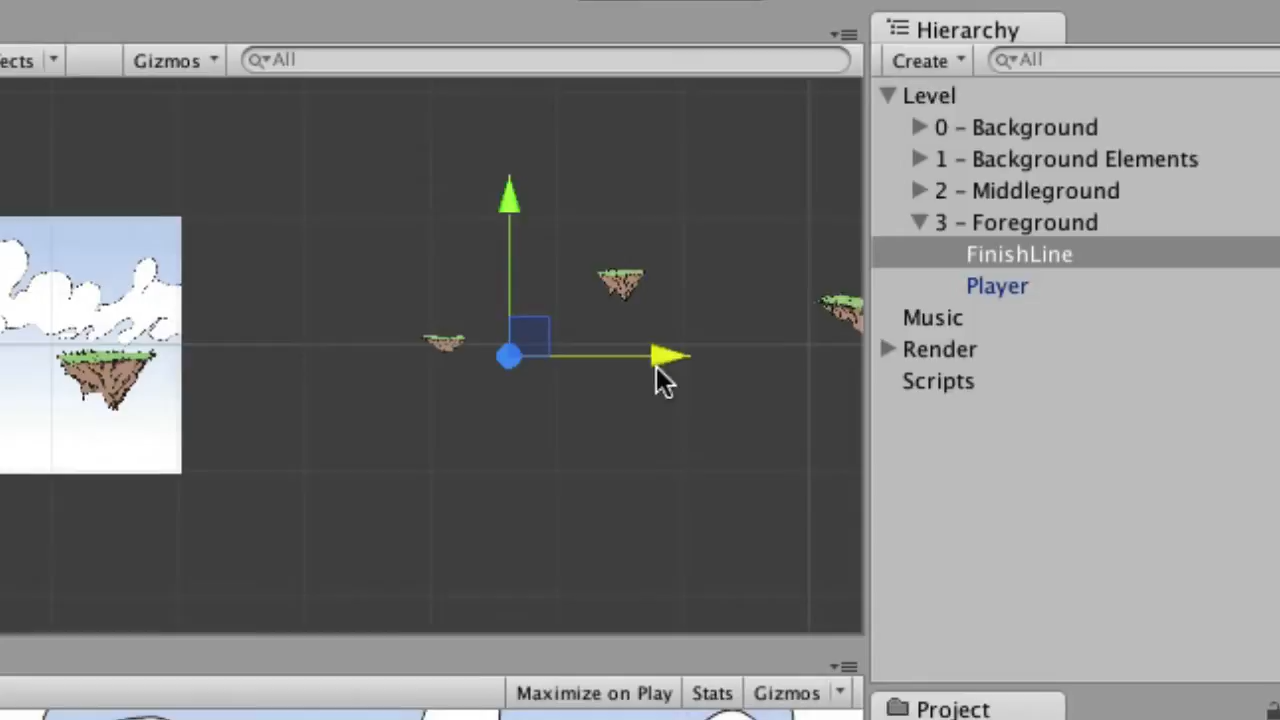 Hierarchy
ects Gizmos All Create All
Level
0 – Background
1 – Background Elements
2 – Middleground
3 – Foreground
FinishLine
Player
Music
Render
Scripts
Maximize on Play Stats Gizmos
Project